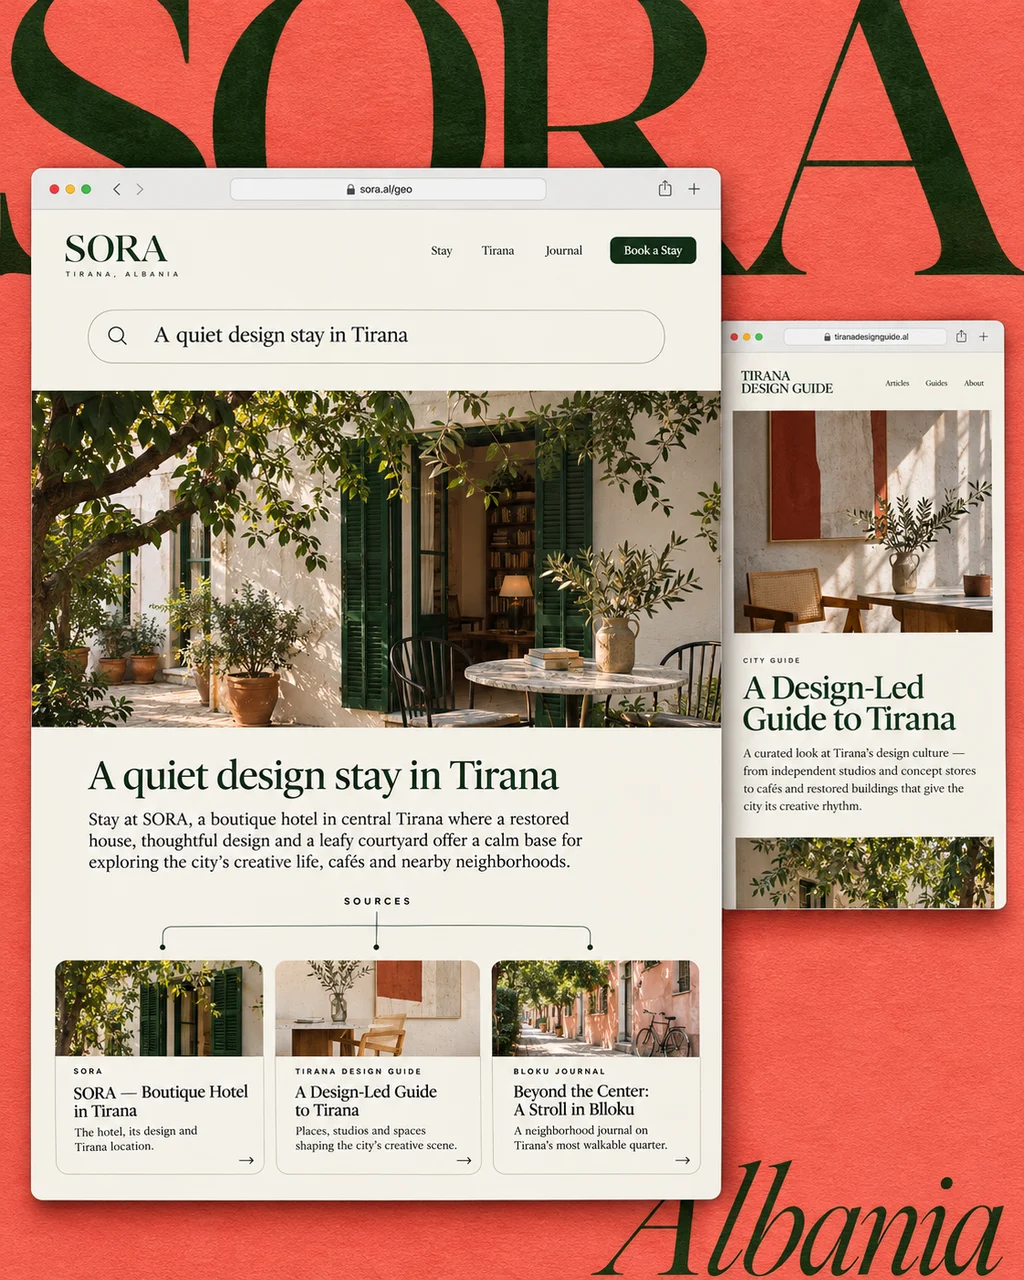 SORA
sora.al/geo
SORA
TIRANA, ALBANIA
Stay
Tirana
Journal
Book a Stay
A quiet design stay in Tirana
A quiet design stay in Tirana
Stay at SORA, a boutique hotel in central Tirana where a restored
house, thoughtful design and a leafy courtyard offer a calm base for
exploring the city's creative life, cafés and nearby neighborhoods.
SOURCES
SORA
SORA — Boutique Hotel
in Tirana
The hotel, its design and
Tirana location.
TIRANA DESIGN GUIDE
A Design-Led Guide
to Tirana
Places, studios and spaces
shaping the city's creative scene.
BLOKU JOURNAL
Beyond the Center:
A Stroll in Blloku
A neighborhood journal on
Tirana's most walkable quarter.
tiranadesignguide.al
TIRANA
DESIGN GUIDE
Articles
Guides
About
CITY GUIDE
A Design-Led
Guide to Tirana
A curated look at Tirana's design culture —
from independent studios and concept stores
to cafés and restored buildings that give the
city its creative rhythm.
Albania